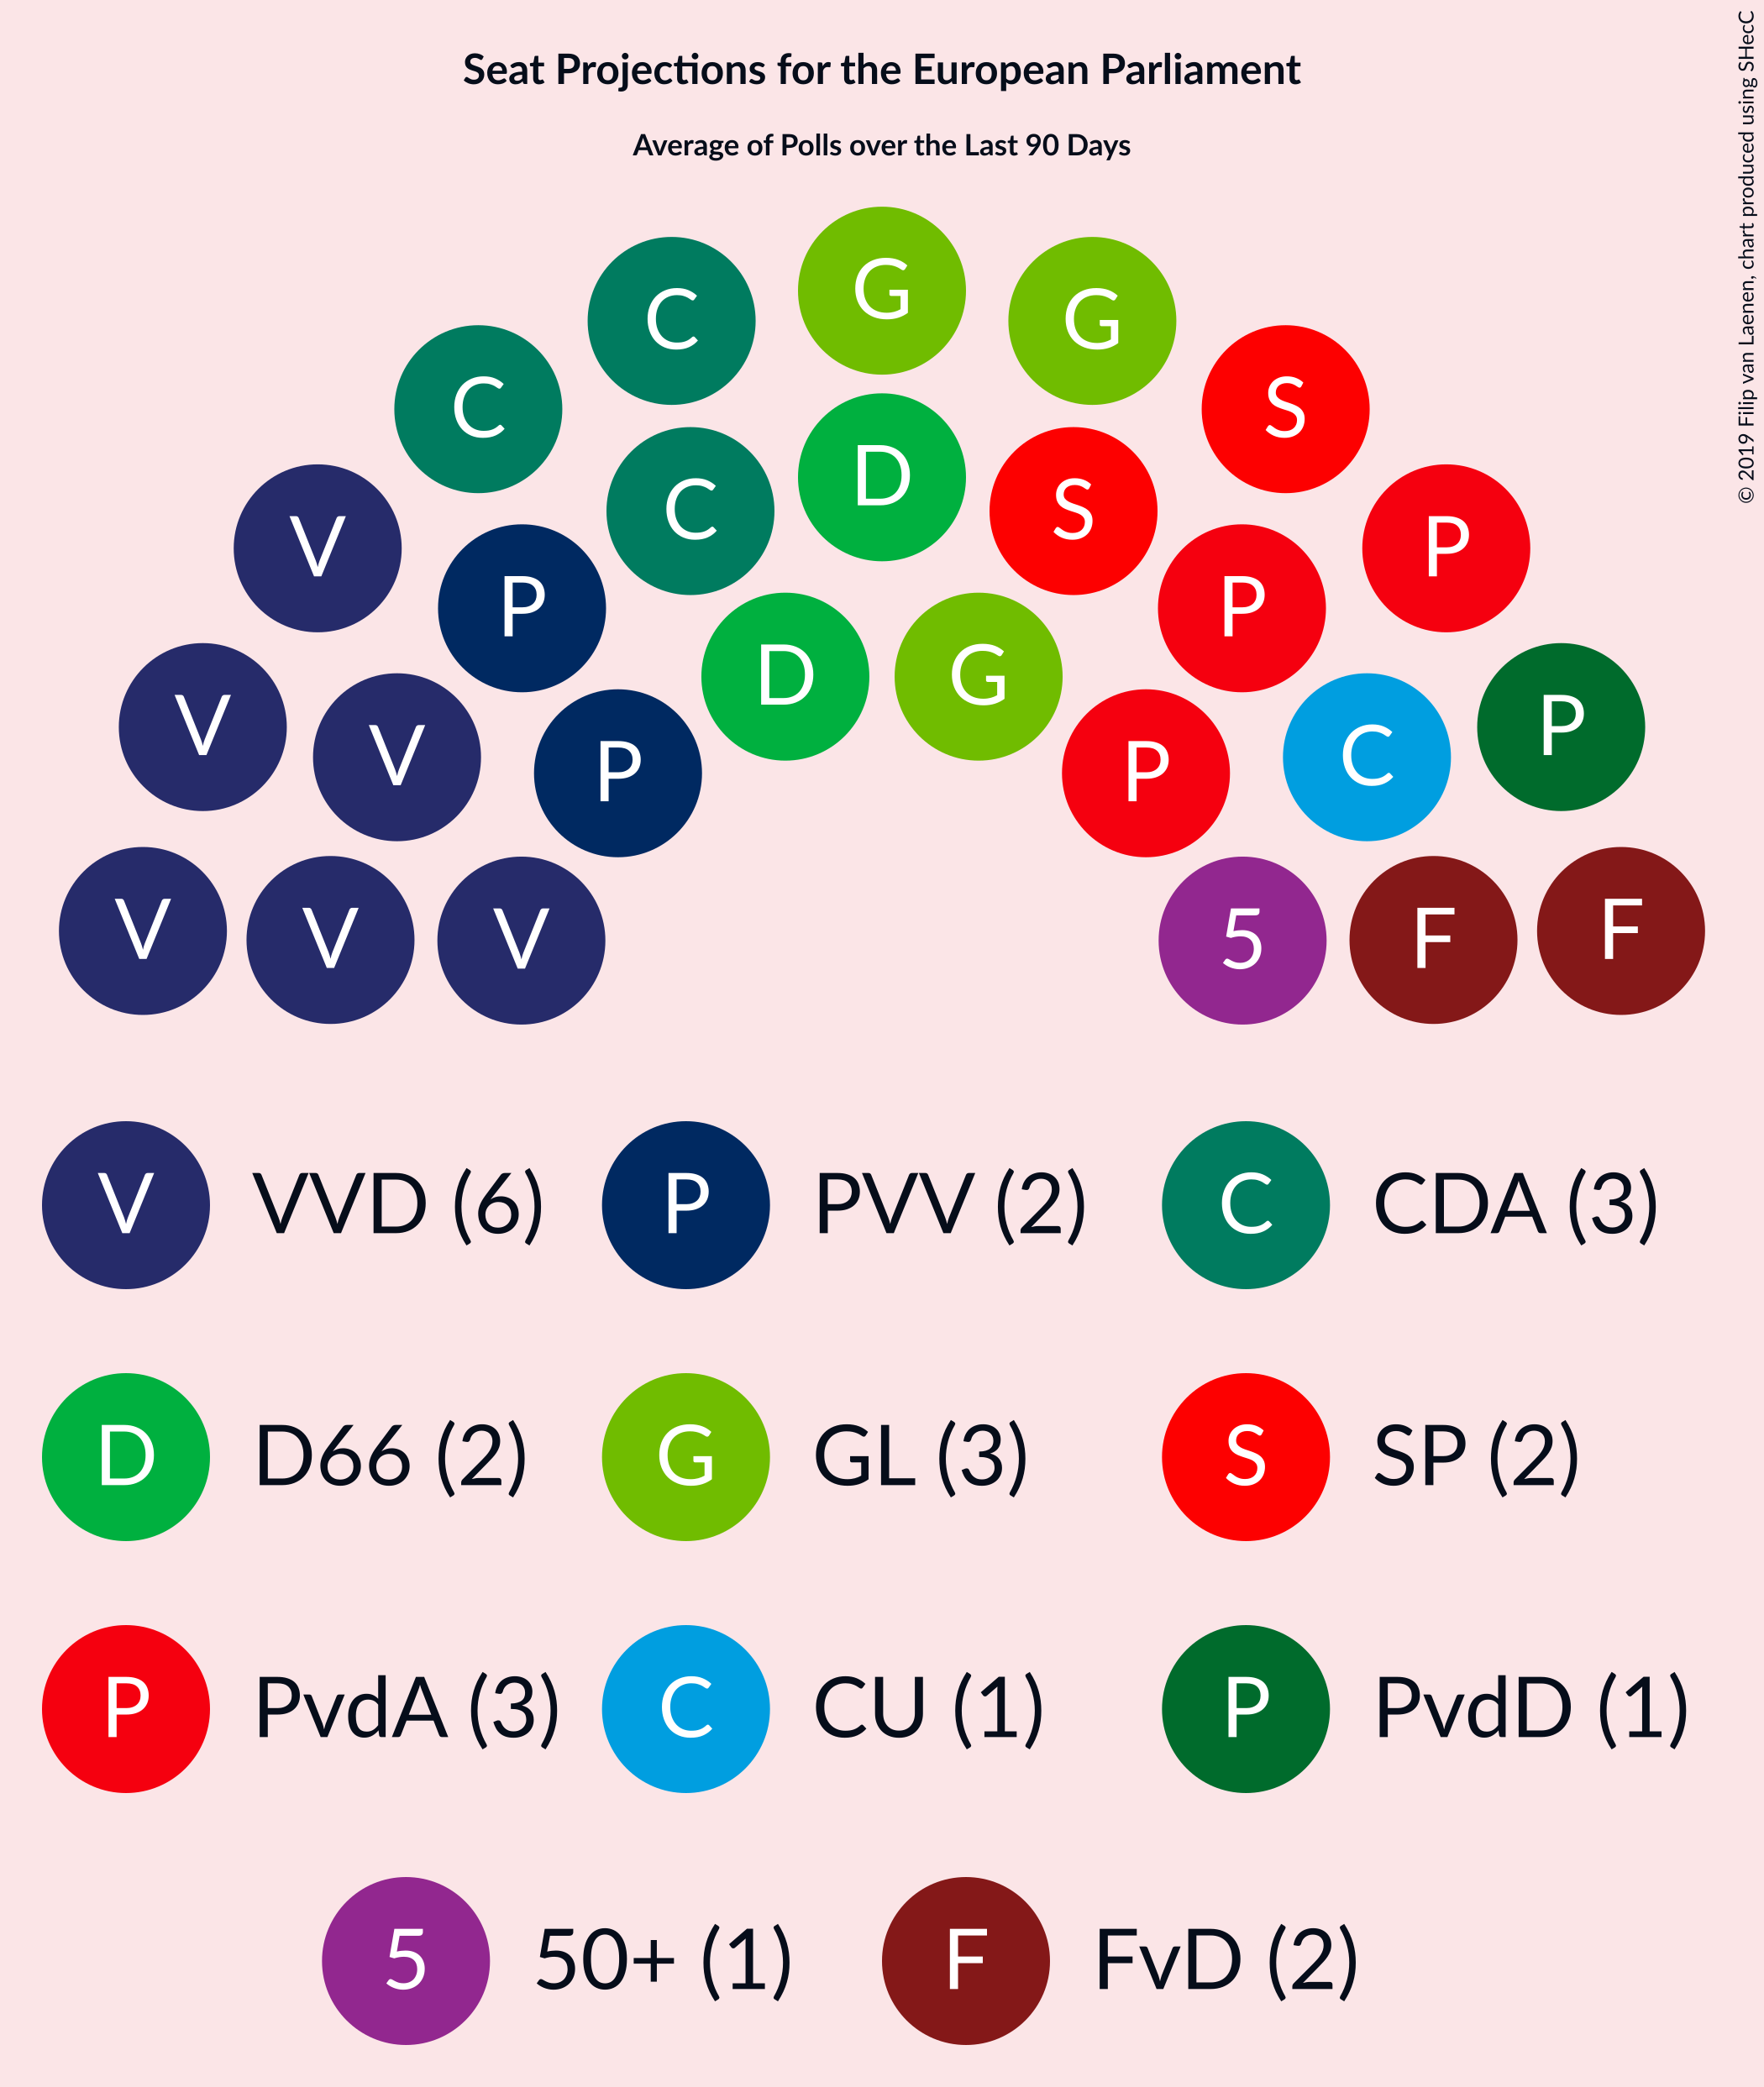 Seat Projections for the European Parliament
Average of Polls over the Last 90 Days
© 2019 Filip van Laenen, chart produced using SHecC
G
C G
C S
D
C S
V P
P P
D G
V P
V C
P P
V F
V V 5 F
V VVD (6) P PVV (2) C CDA (3)
D D66 (2) G GL (3) S SP (2)
P PvdA (3) C CU (1) P PvdD (1)
5 50+ (1) F FvD (2)